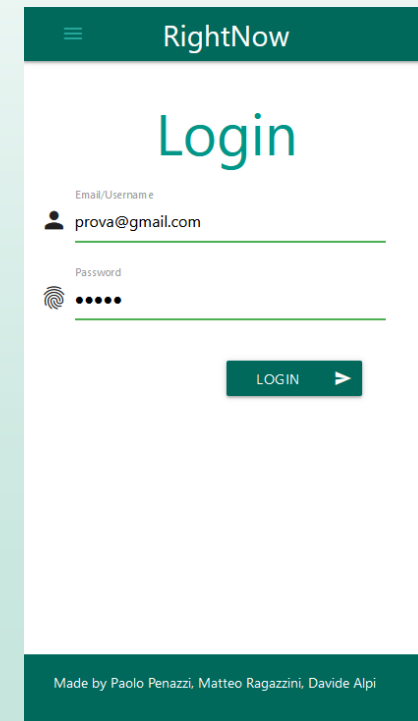 RightNow
Login
Email/Username
prova@gmail.com
Password
•••••
LOGIN
Made by Paolo Penazzi, Matteo Ragazzini, Davide Alpi